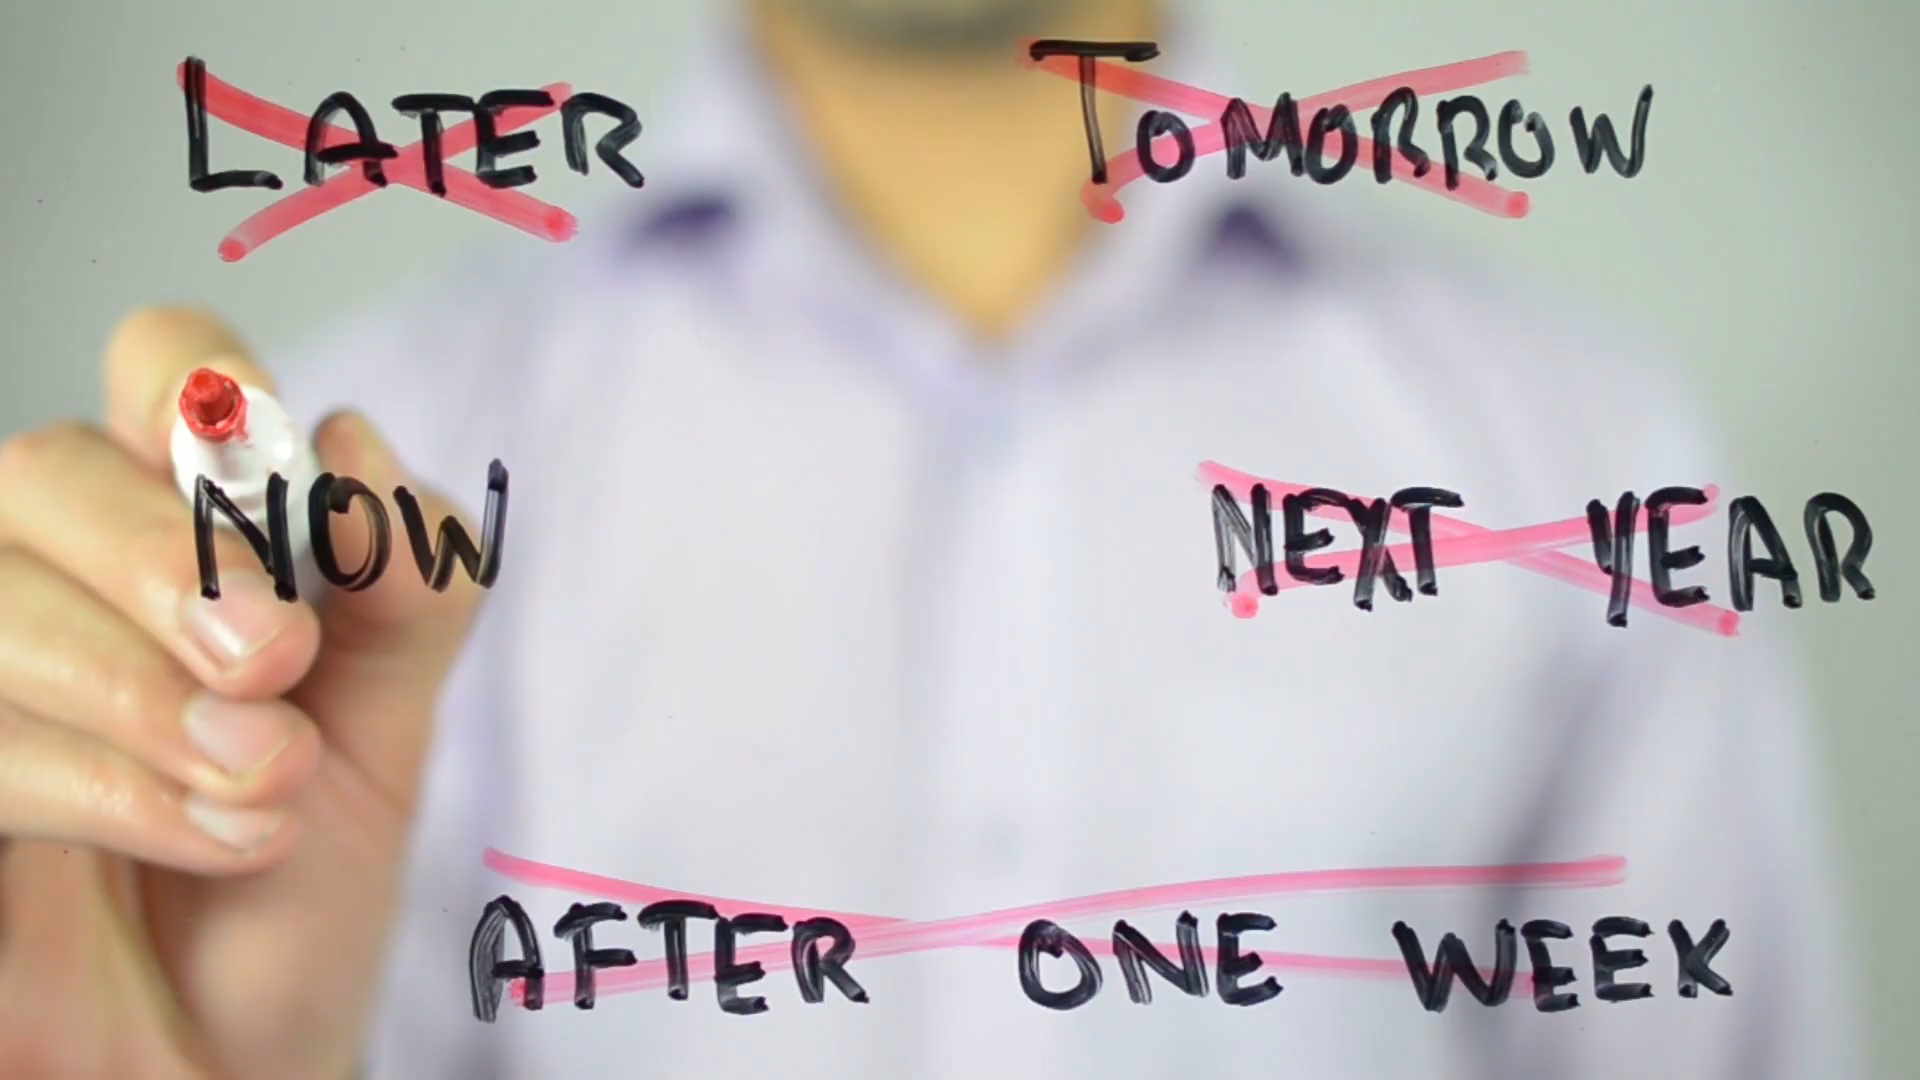 LATER
TOMORROW
NOW
NEXT YEAR
AFTER ONE WEEK